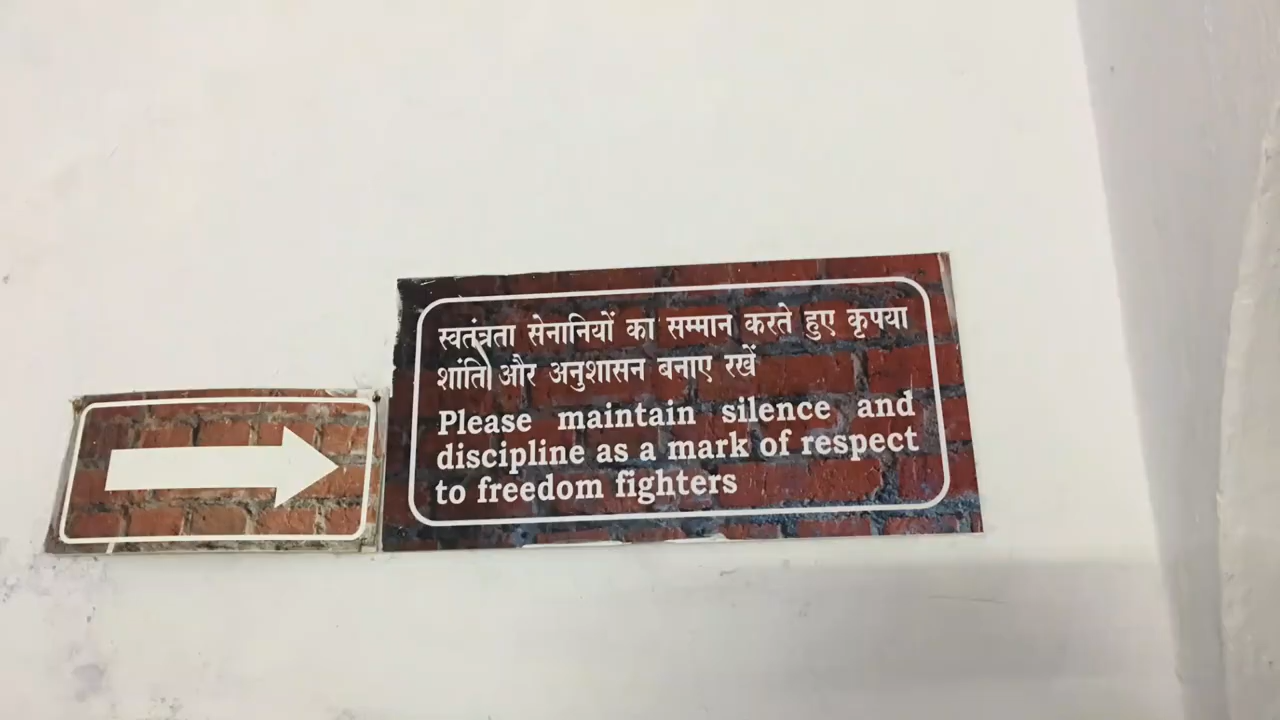 स्वतंत्रता सेनानियों का सम्मान करते हुए कृपया
शांति और अनुशासन बनाए रखें
Please maintain silence and
discipline as a mark of respect
to freedom fighters